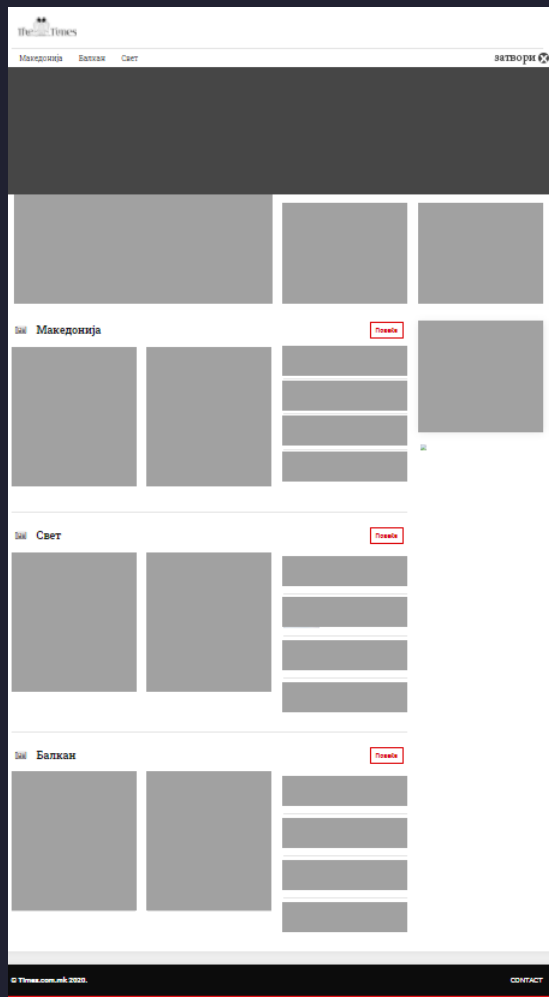 The Times
Македонија Балкан Свет затвори
Македонија Повеќе
Свет Повеќе
Балкан Повеќе
© Times.com.mk 2020. CONTACT